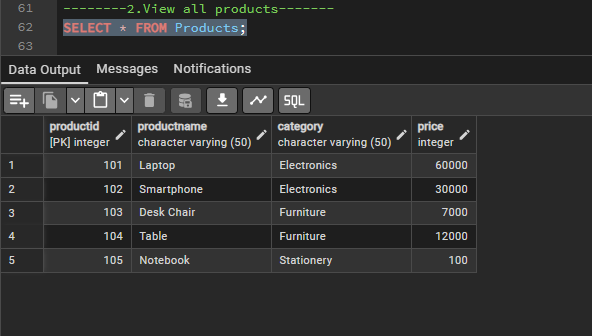 61 --------2.View all products-------
62 SELECT * FROM Products;
63
Data Output Messages Notifications
SQL
productid productname category price
[PK] integer character varying (50) character varying (50) integer
1 101 Laptop Electronics 60000
2 102 Smartphone Electronics 30000
3 103 Desk Chair Furniture 7000
4 104 Table Furniture 12000
5 105 Notebook Stationery 100